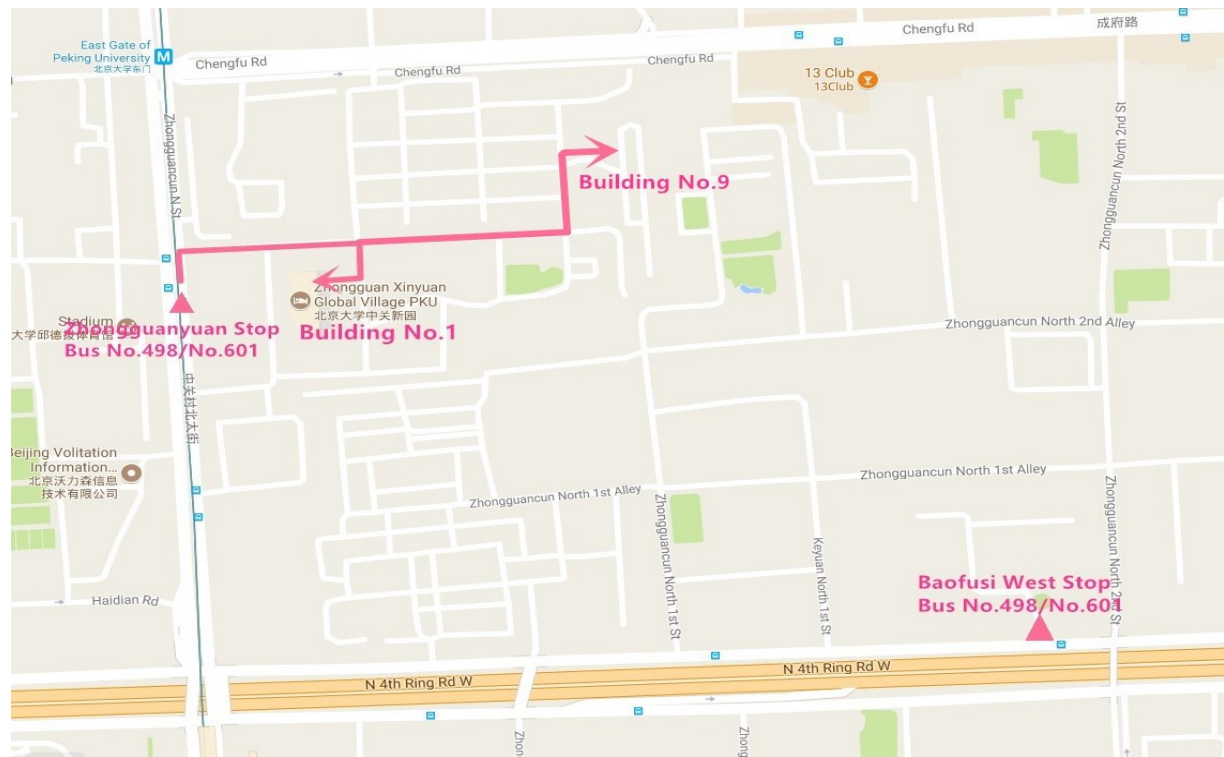 East Gate of
Peking University
北京大学东门
M
Chengfu Rd
Chengfu Rd
Chengfu Rd
Chengfu Rd
成府路
13 Club
13Club
Zhongguancun N St
Zhongguancun North 2nd St
Building No.9
Zhongguan Xinyuan
Global Village PKU
北京大学中关新园
Building No.1
Stadium
Zhongguanyuan Stop
Bus No.498/No.601
Zhongguancun North 2nd Alley
中关村北大街
Beijing Volitation
Information...
北京沃力森信息
技术有限公司
Zhongguancun North 1st Alley
Zhongguancun North 1st Alley
Zhongguancun North 1st St
Keyuan North 1st St
Zhongguancun North 2nd St
Baofusi West Stop
Bus No.498/No.601
Haidian Rd
N 4th Ring Rd W
N 4th Ring Rd W
Zhon
Zhong